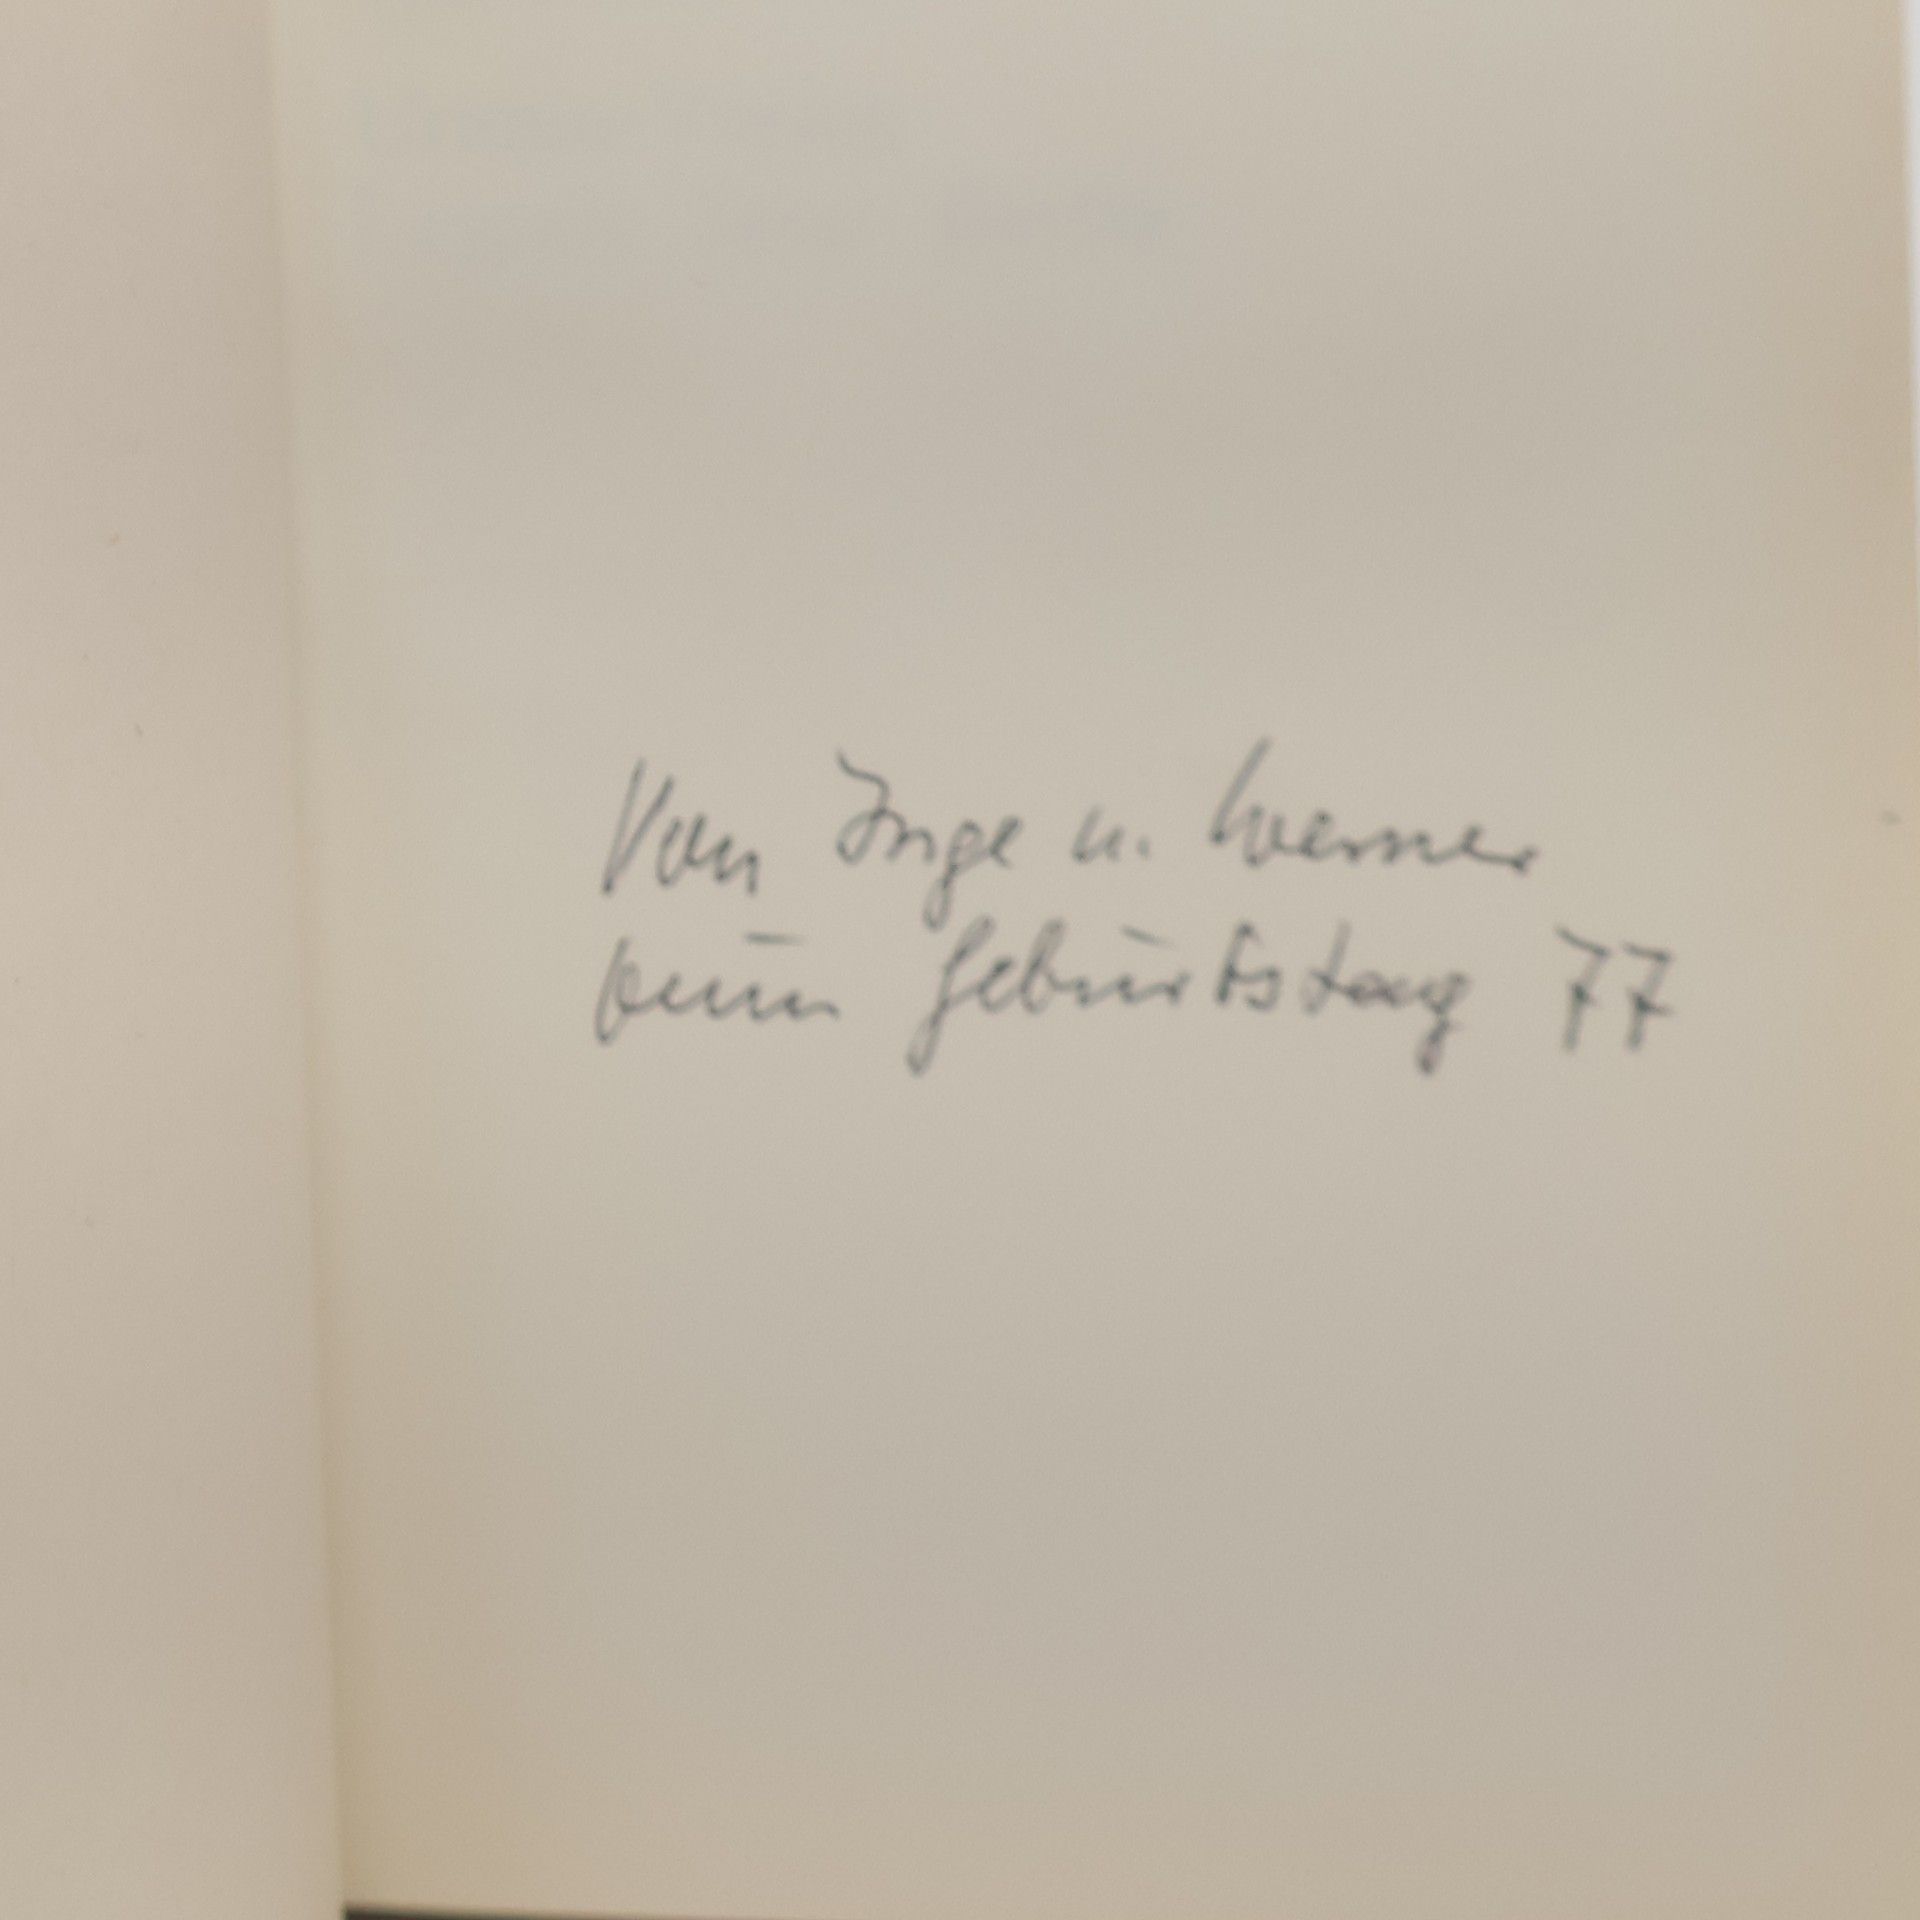 Von Inge u. Werner
zum Geburtstag 77